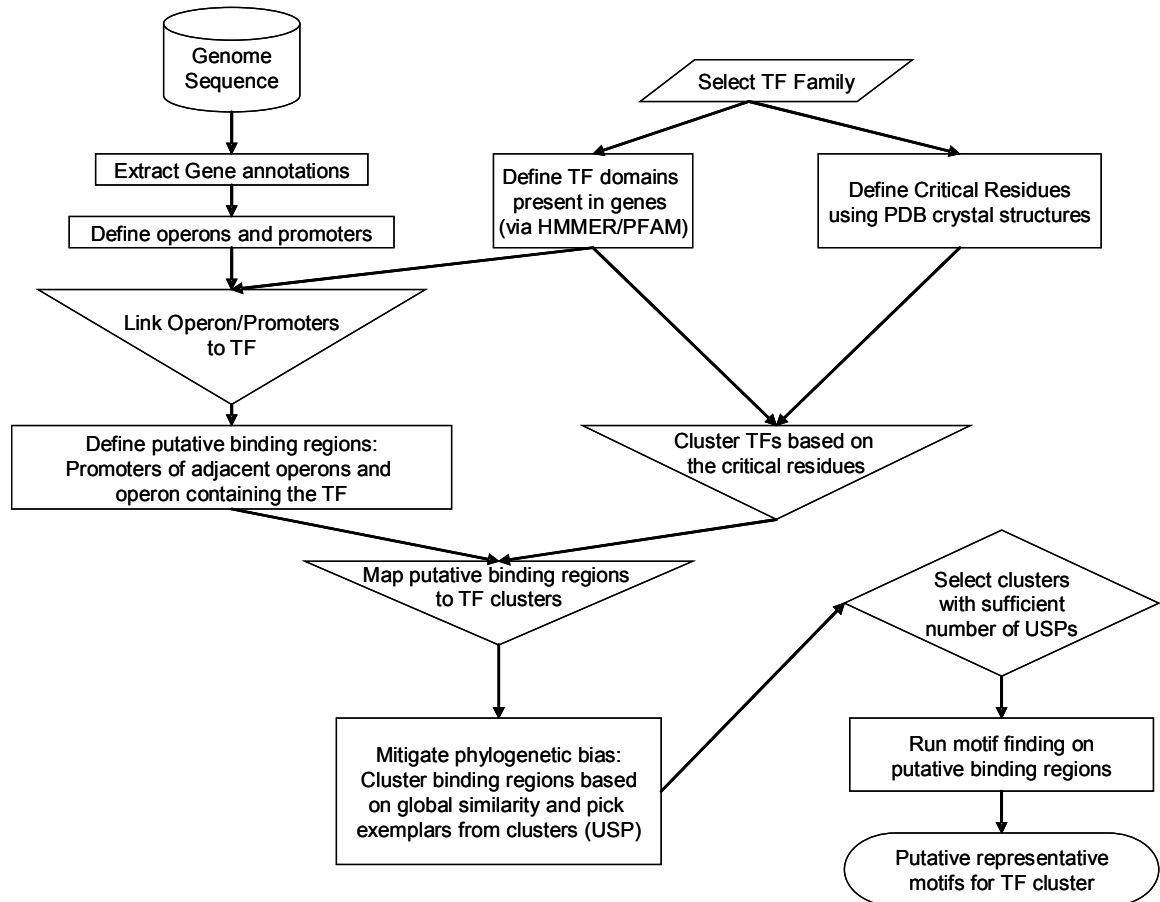 Genome
Sequence
Select TF Family
Extract Gene annotations
Define TF domains
present in genes
(via HMMER/PFAM)
Define Critical Residues
using PDB crystal structures
Define operons and promoters
Link Operon/Promoters
to TF
Define putative binding regions:
Promoters of adjacent operons and
operon containing the TF
Cluster TFs based on
the critical residues
Map putative binding regions
to TF clusters
Select clusters
with sufficient
number of USPs
Mitigate phylogenetic bias:
Cluster binding regions based
on global similarity and pick
exemplars from clusters (USP)
Run motif finding on
putative binding regions
Putative representative
motifs for TF cluster